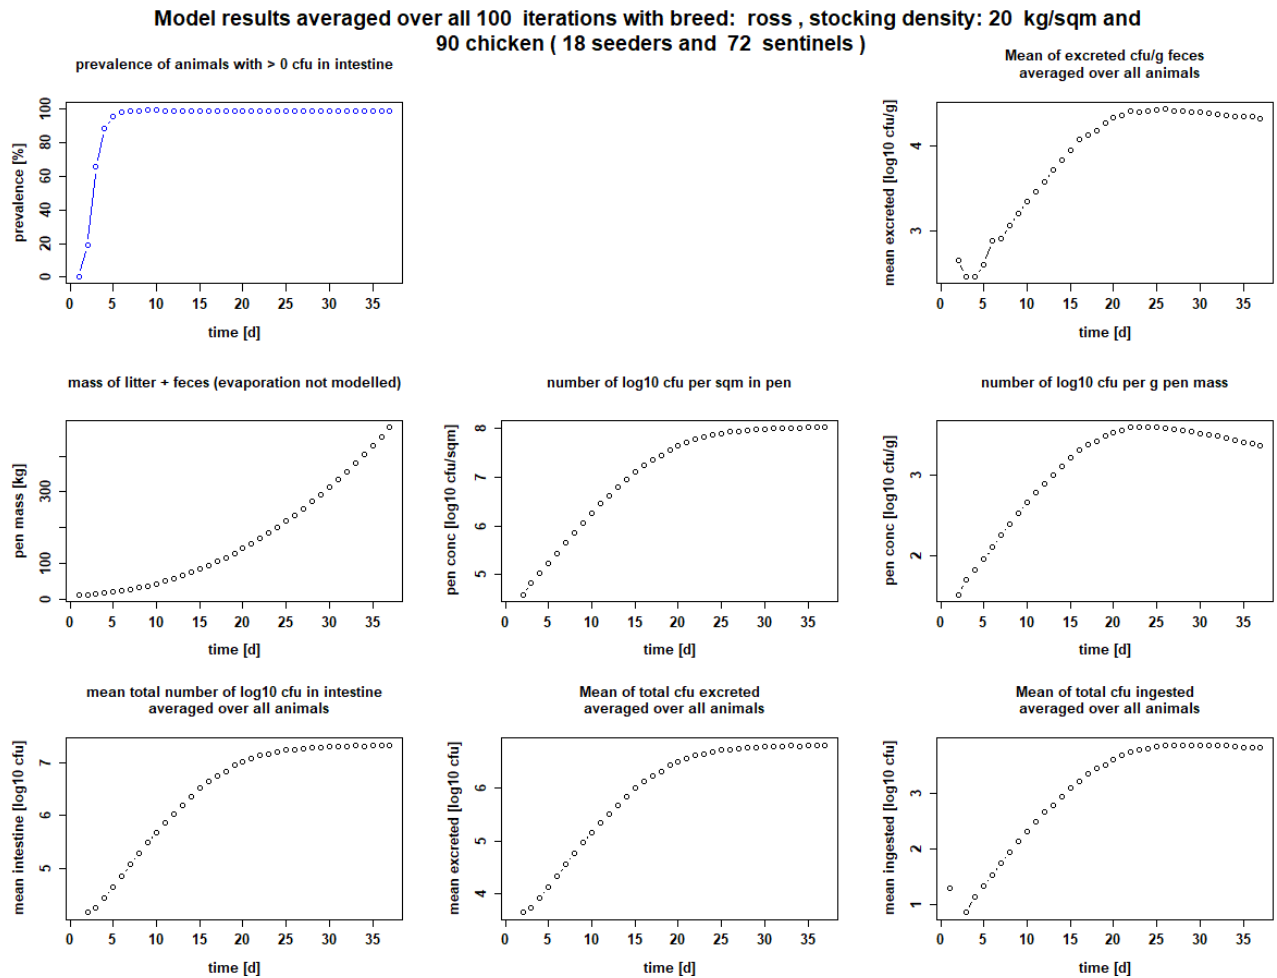 Model results averaged over all 100 iterations with breed: ross , stocking density: 20 kg/sqm and
90 chicken ( 18 seeders and 72 sentinels )
prevalence of animals with > 0 cfu in intestine
prevalence [%]
0 20 40 60 80 100
0 5 10 15 20 25 30 35
time [d]
Mean of excreted cfu/g feces
averaged over all animals
mean excreted [log10 cfu/g]
3 4
0 5 10 15 20 25 30 35
time [d]
mass of litter + feces (evaporation not modelled)
pen mass [kg]
0 100 300
0 5 10 15 20 25 30 35
time [d]
number of log10 cfu per sqm in pen
pen conc [log10 cfu/sqm]
5 6 7 8
0 5 10 15 20 25 30 35
time [d]
number of log10 cfu per g pen mass
pen conc [log10 cfu/g]
2 3
0 5 10 15 20 25 30 35
time [d]
mean total number of log10 cfu in intestine
averaged over all animals
mean intestine [log10 cfu]
5 6 7
0 5 10 15 20 25 30 35
time [d]
Mean of total cfu excreted
averaged over all animals
mean excreted [log10 cfu]
4 5 6
0 5 10 15 20 25 30 35
time [d]
Mean of total cfu ingested
averaged over all animals
mean ingested [log10 cfu]
1 2 3
0 5 10 15 20 25 30 35
time [d]